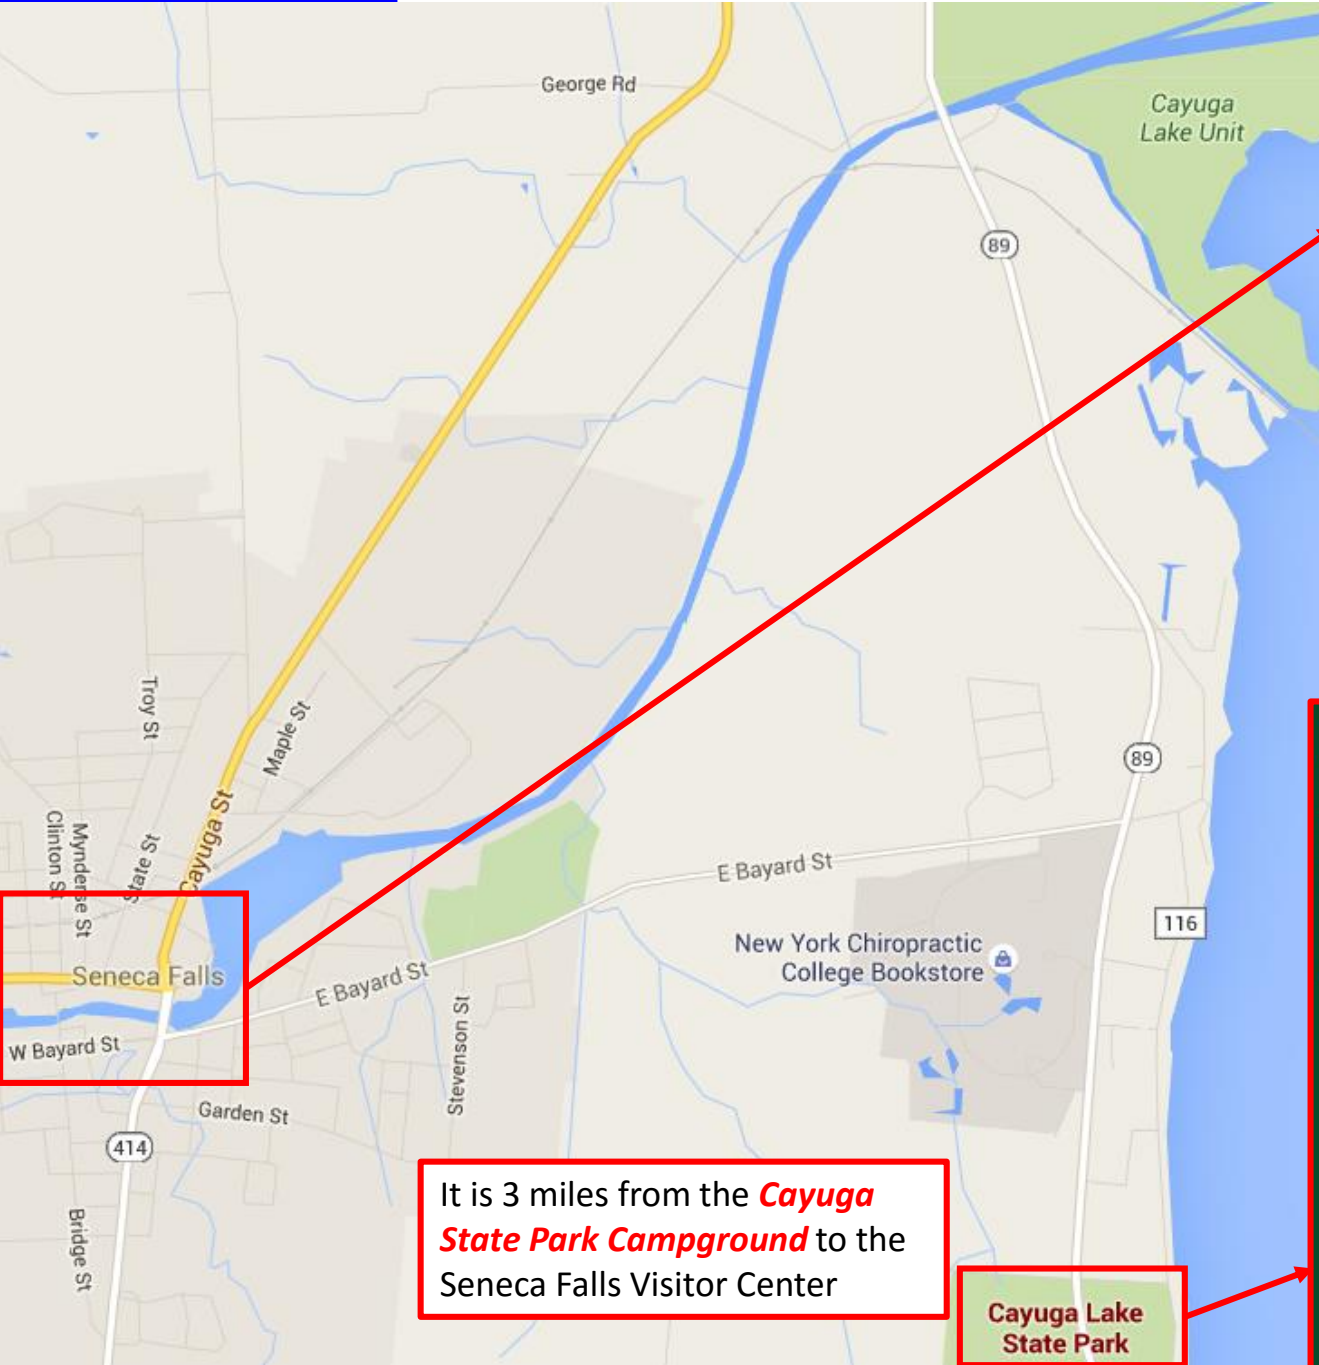 George Rd
Cayuga
Lake Unit
89
Troy St
Maple St
89
Cayuga St
Clinton St
Mynderse St
State St
E Bayard St
116
New York Chiropractic
College Bookstore
Seneca Falls
E Bayard St
W Bayard St
Stevenson St
Garden St
414
Bridge St
It is 3 miles from the Cayuga
State Park Campground to the
Seneca Falls Visitor Center
Cayuga Lake
State Park